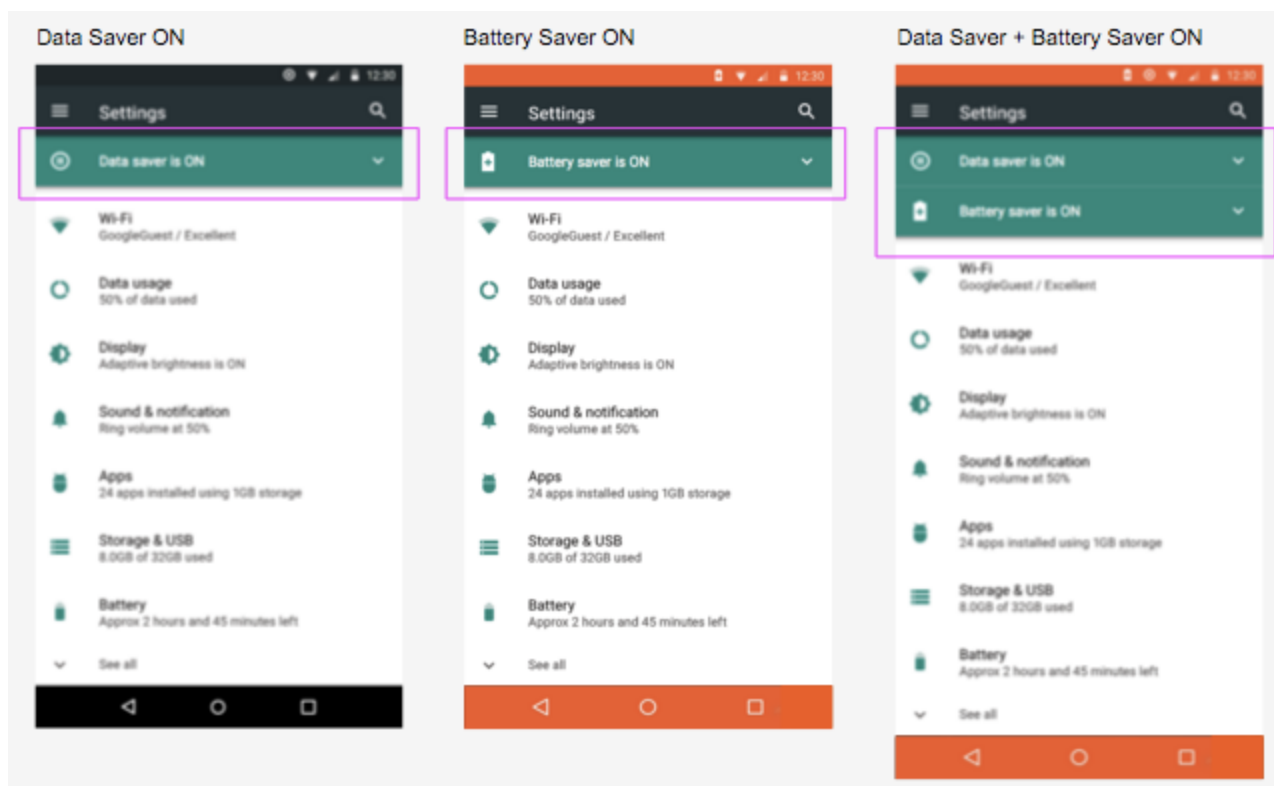 Data Saver ON
12:30
Settings
Data saver is ON
Wi-Fi
GoogleGuest / Excellent
Data usage
50% of data used
Display
Adaptive brightness is ON
Sound & notification
Ring volume at 50%
Apps
24 apps installed using 1GB storage
Storage & USB
8.0GB of 32GB used
Battery
Approx 2 hours and 45 minutes left
See all
Battery Saver ON
12:30
Settings
Battery saver is ON
Wi-Fi
GoogleGuest / Excellent
Data usage
50% of data used
Display
Adaptive brightness is ON
Sound & notification
Ring volume at 50%
Apps
24 apps installed using 1GB storage
Storage & USB
8.0GB of 32GB used
Battery
Approx 2 hours and 45 minutes left
See all
Data Saver + Battery Saver ON
12:30
Settings
Data saver is ON
Battery saver is ON
Wi-Fi
GoogleGuest / Excellent
Data usage
50% of data used
Display
Adaptive brightness is ON
Sound & notification
Ring volume at 50%
Apps
24 apps installed using 1GB storage
Storage & USB
8.0GB of 32GB used
Battery
Approx 2 hours and 45 minutes left
See all